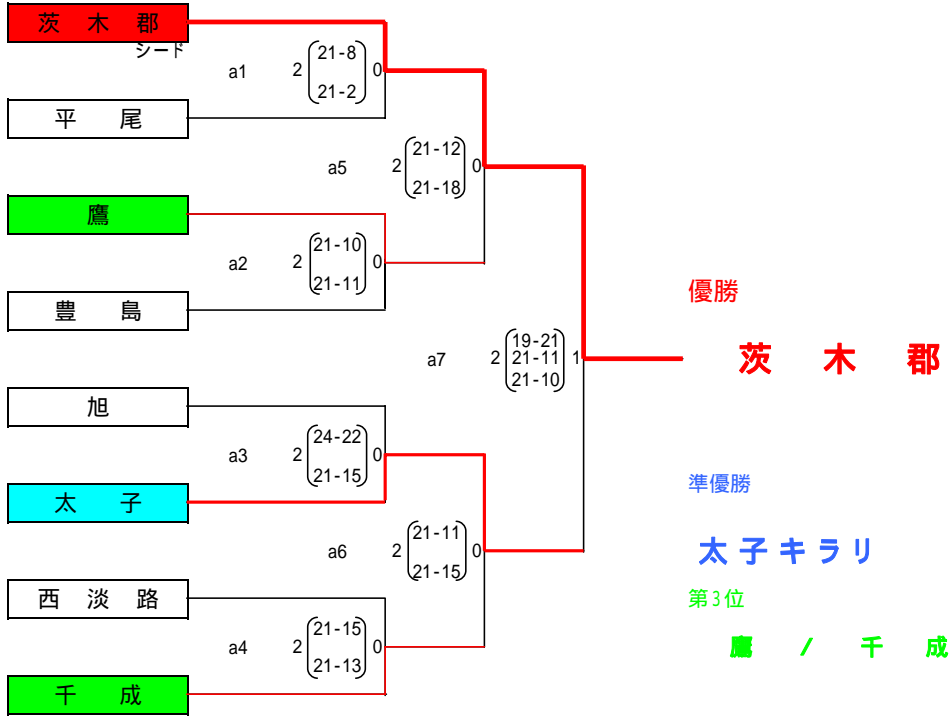 茨 木 郡
シード
a1 2 21-8 0
21-2
平 尾
a5 2 21-12 0
21-18
鷹
a2 2 21-10 0
21-11
豊 島
優勝
a7 2 19-21 1
21-11
21-10
茨 木 郡
旭
a3 2 24-22 0
21-15
太 子
準優勝
a6 2 21-11 0
21-15
太子キラリ
西 淡 路
第3位
a4 2 21-15 0
21-13
鷹 / 千 成
千 成